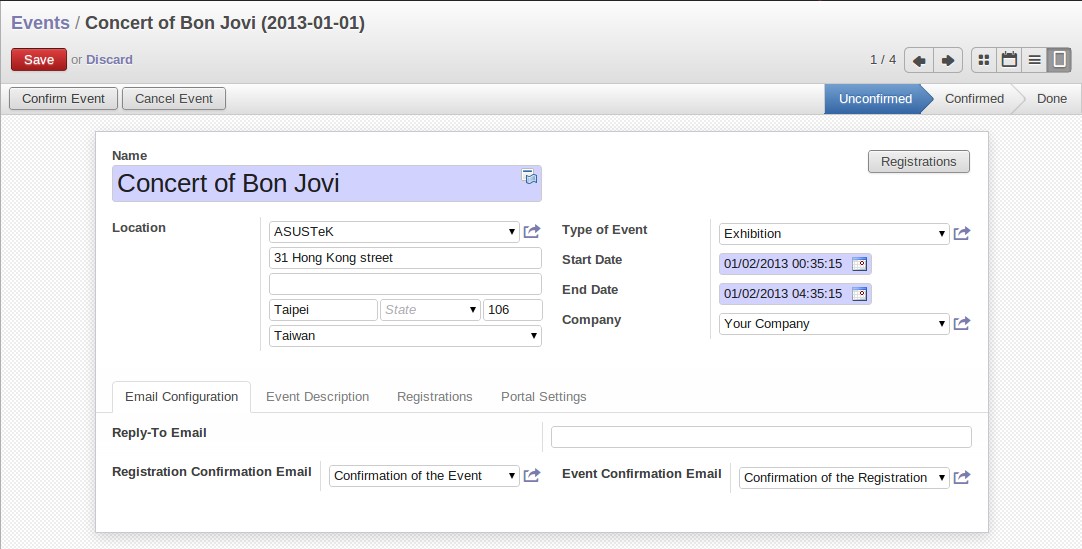 Events / Concert of Bon Jovi (2013-01-01)
Save or Discard
1 / 4
Confirm Event
Cancel Event
Unconfirmed
Confirmed
Done
Name
Concert of Bon Jovi
Registrations
Location
ASUSTeK
31 Hong Kong street
Taipei
State
106
Taiwan
Type of Event
Exhibition
Start Date
01/02/2013 00:35:15
End Date
01/02/2013 04:35:15
Company
Your Company
Email Configuration
Event Description
Registrations
Portal Settings
Reply-To Email
Registration Confirmation Email
Confirmation of the Event
Event Confirmation Email
Confirmation of the Registration